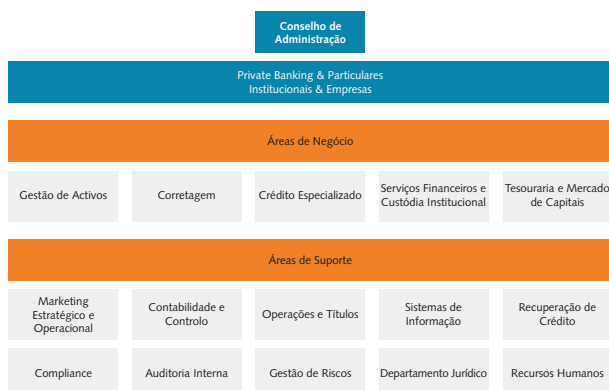 Conselho de
Administração
Private Banking & Particulares
Institucionais & Empresas
Áreas de Negócio
Gestão de Activos
Corretagem
Crédito Especializado
Serviços Financeiros e
Custódia Institucional
Tesouraria e Mercado
de Capitais
Áreas de Suporte
Marketing
Estratégico e
Operacional
Contabilidade e
Controlo
Operações e Títulos
Sistemas de
Informação
Recuperação de
Crédito
Compliance
Auditoria Interna
Gestão de Riscos
Departamento Jurídico
Recursos Humanos